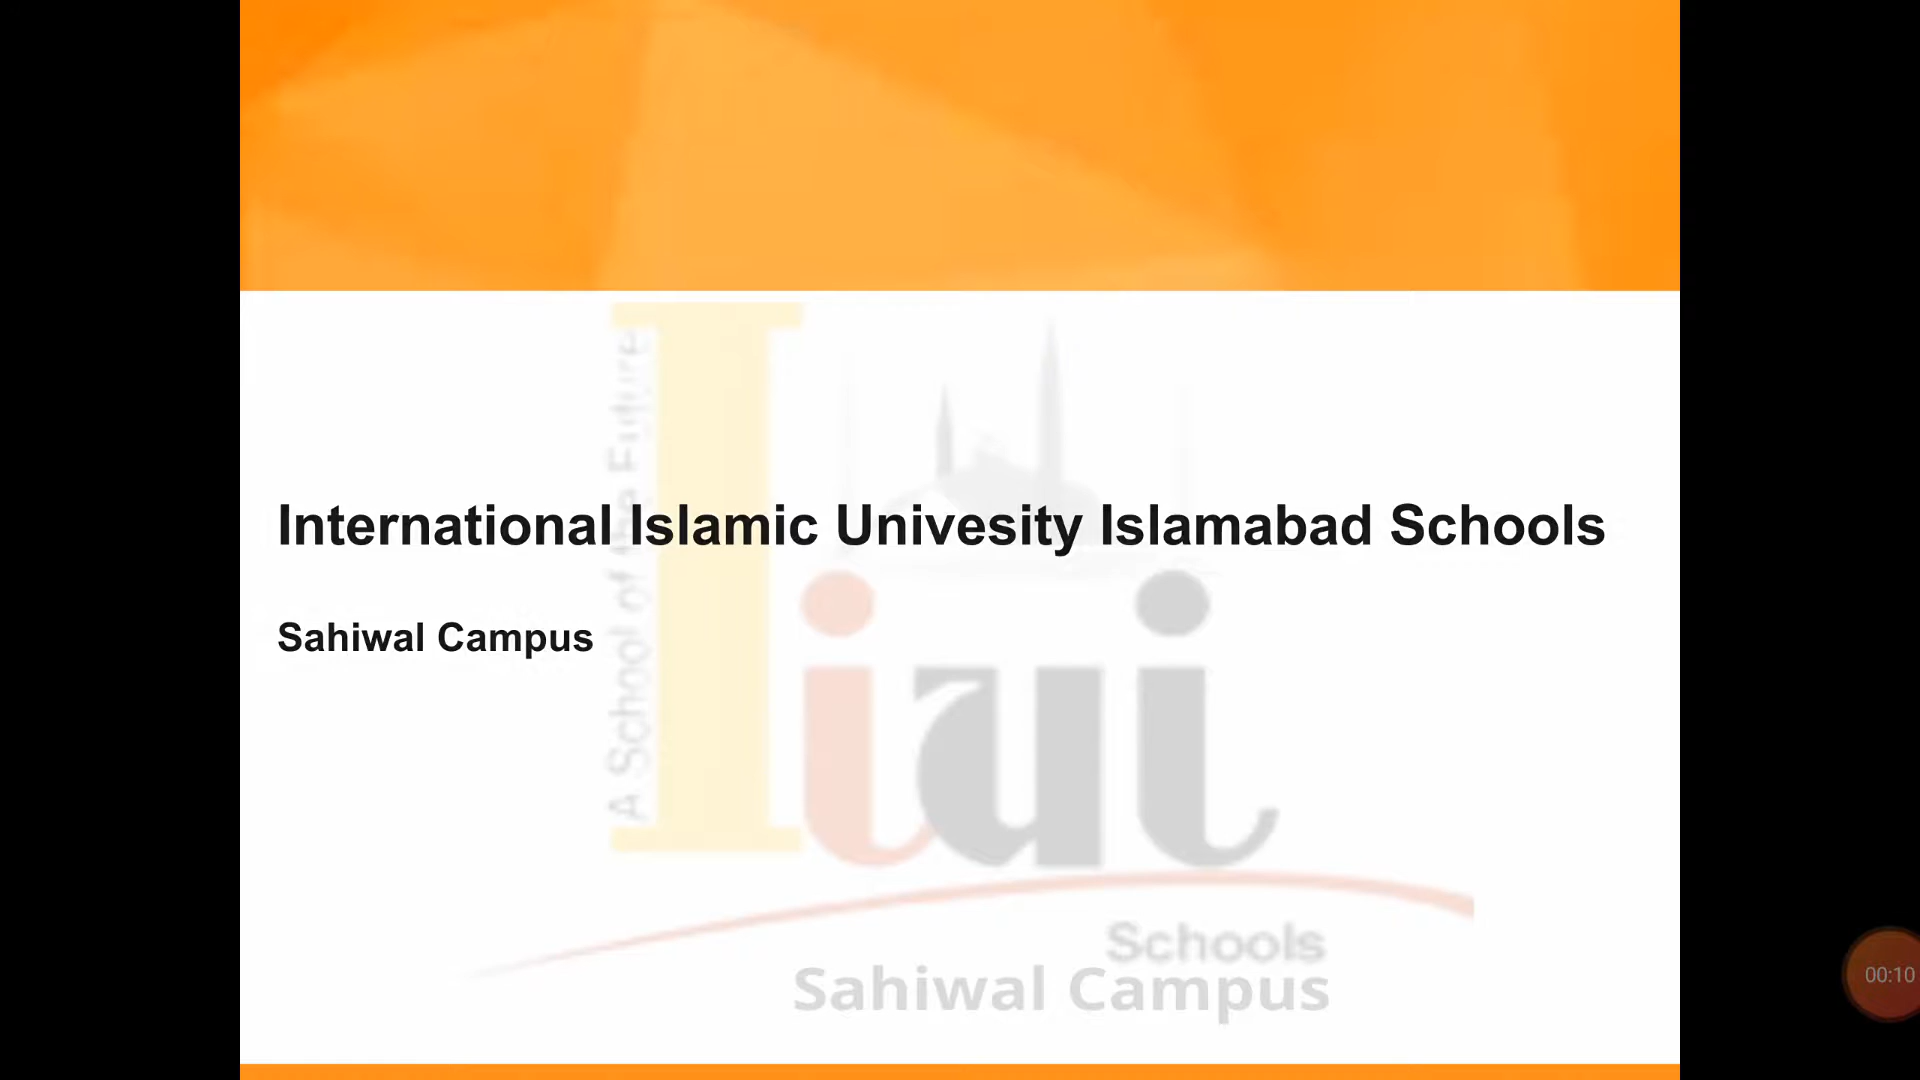 International Islamic Univesity Islamabad Schools
Sahiwal Campus
A School of the Future
Iiui
Schools
Sahiwal Campus
00:10